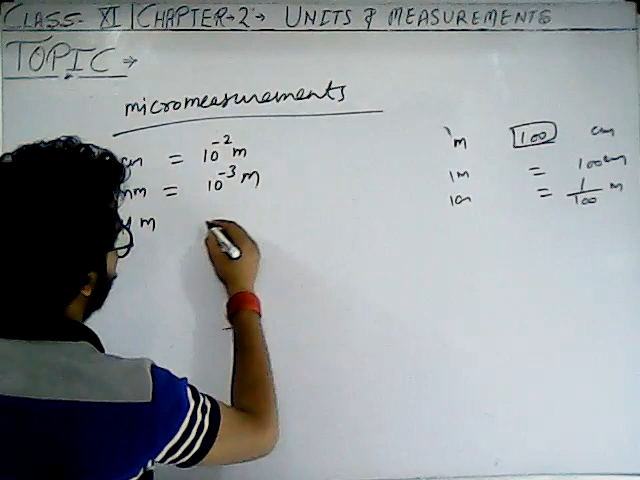 CLASS XI | CHAPTER-2 :→ UNITS & MEASUREMENTS
TOPIC →
micromeasurements
cm = 10⁻² m
mm = 10⁻³ m
m
1m 100 cm
1m = 100cm
1cm = 1/100 m